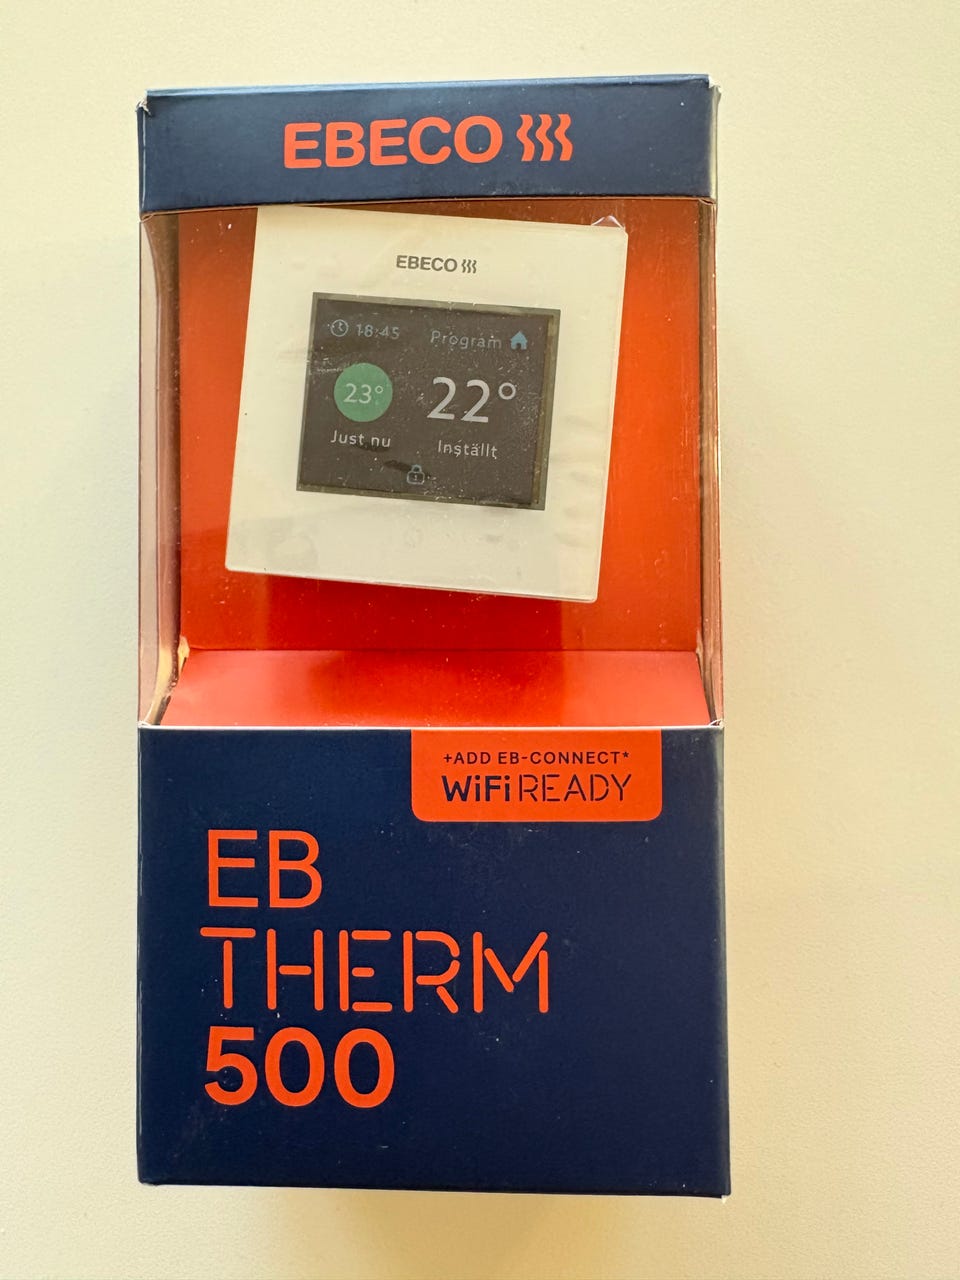 EBECO
EBECO
18:45 Program
23° 22°
Just nu Inställt
+ADD EB-CONNECT*
WiFi READY
EB
THERM
500